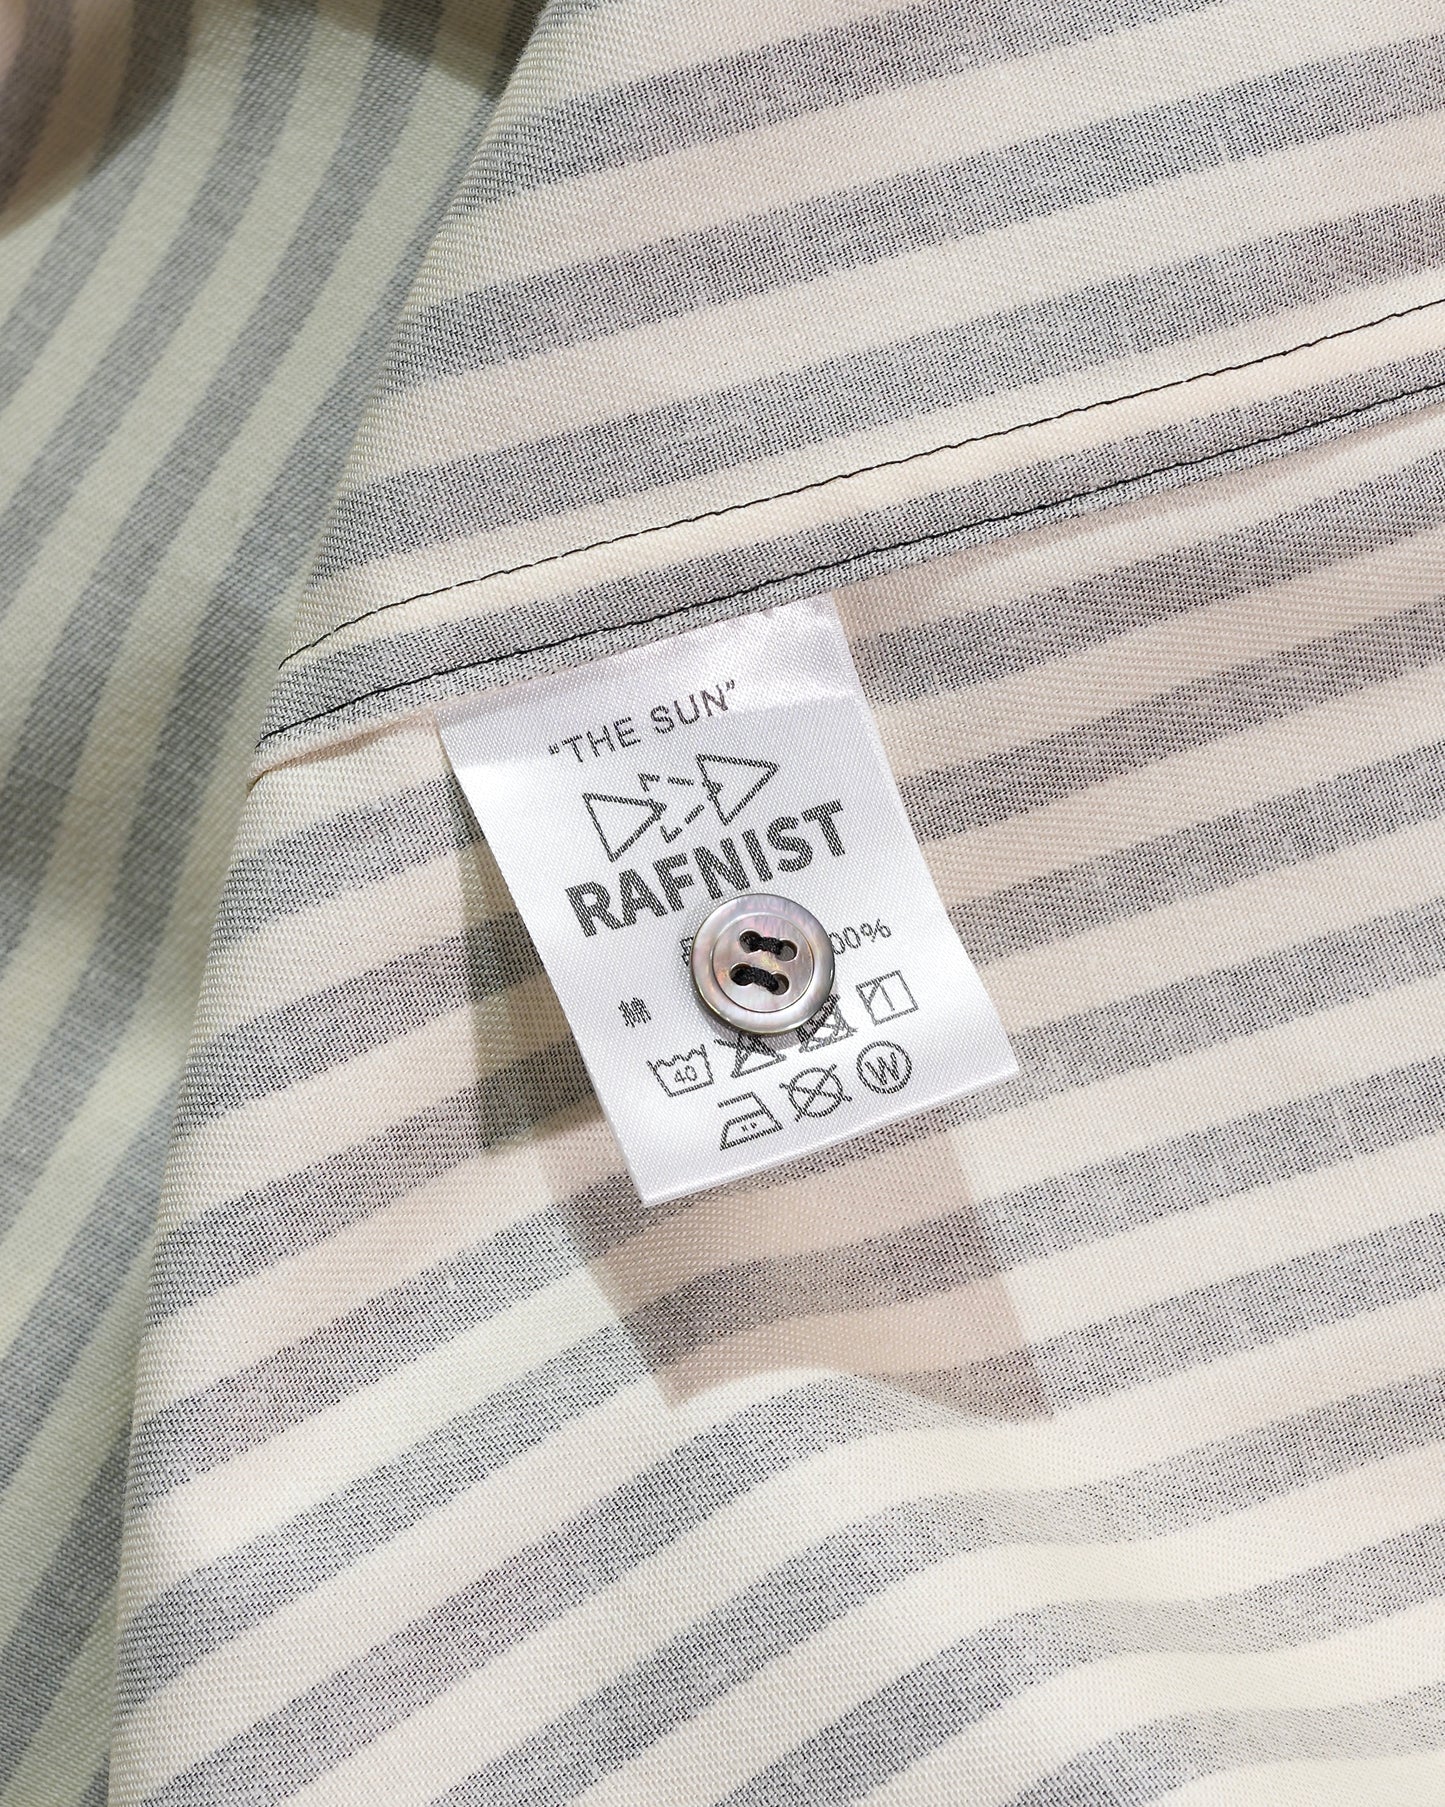 “THE SUN”
RAFNIST
00%
綿
40
W